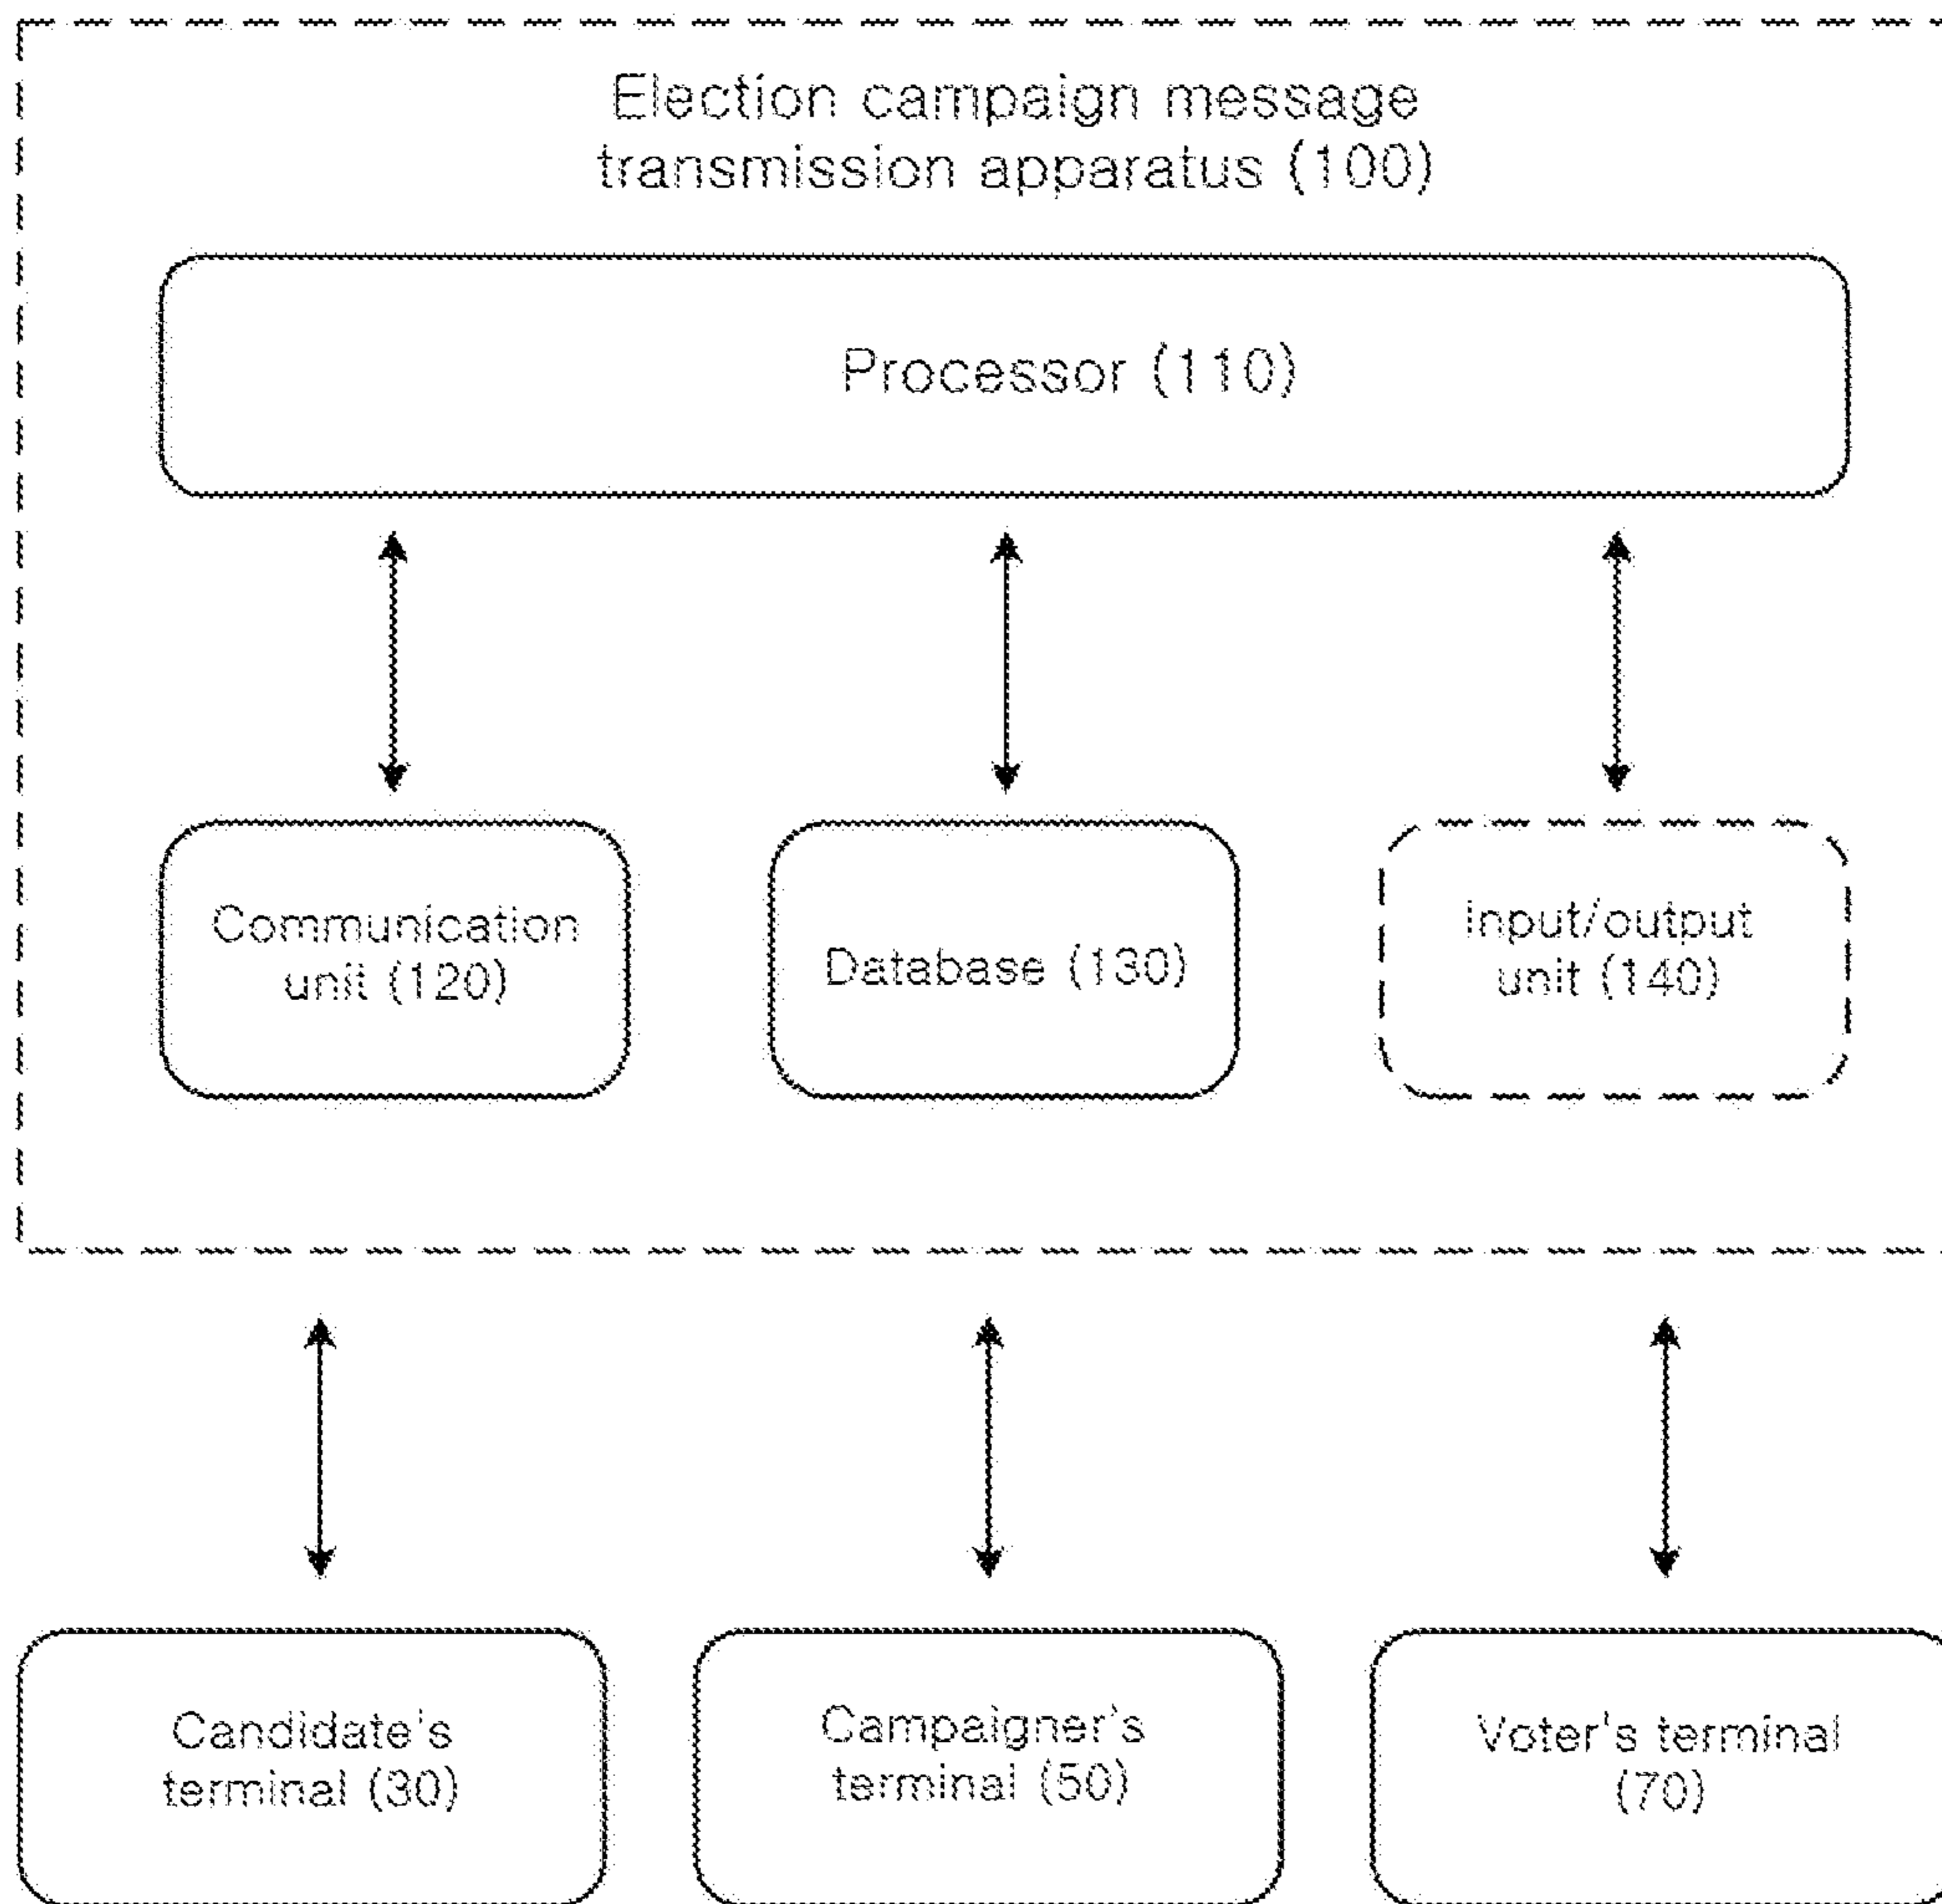 Election campaign message
transmission apparatus (100)
Processor (110)
Communication
unit (120)
Database (130)
Input/output
unit (140)
Candidate's
terminal (30)
Campaigner's
terminal (50)
Voter's terminal
(70)